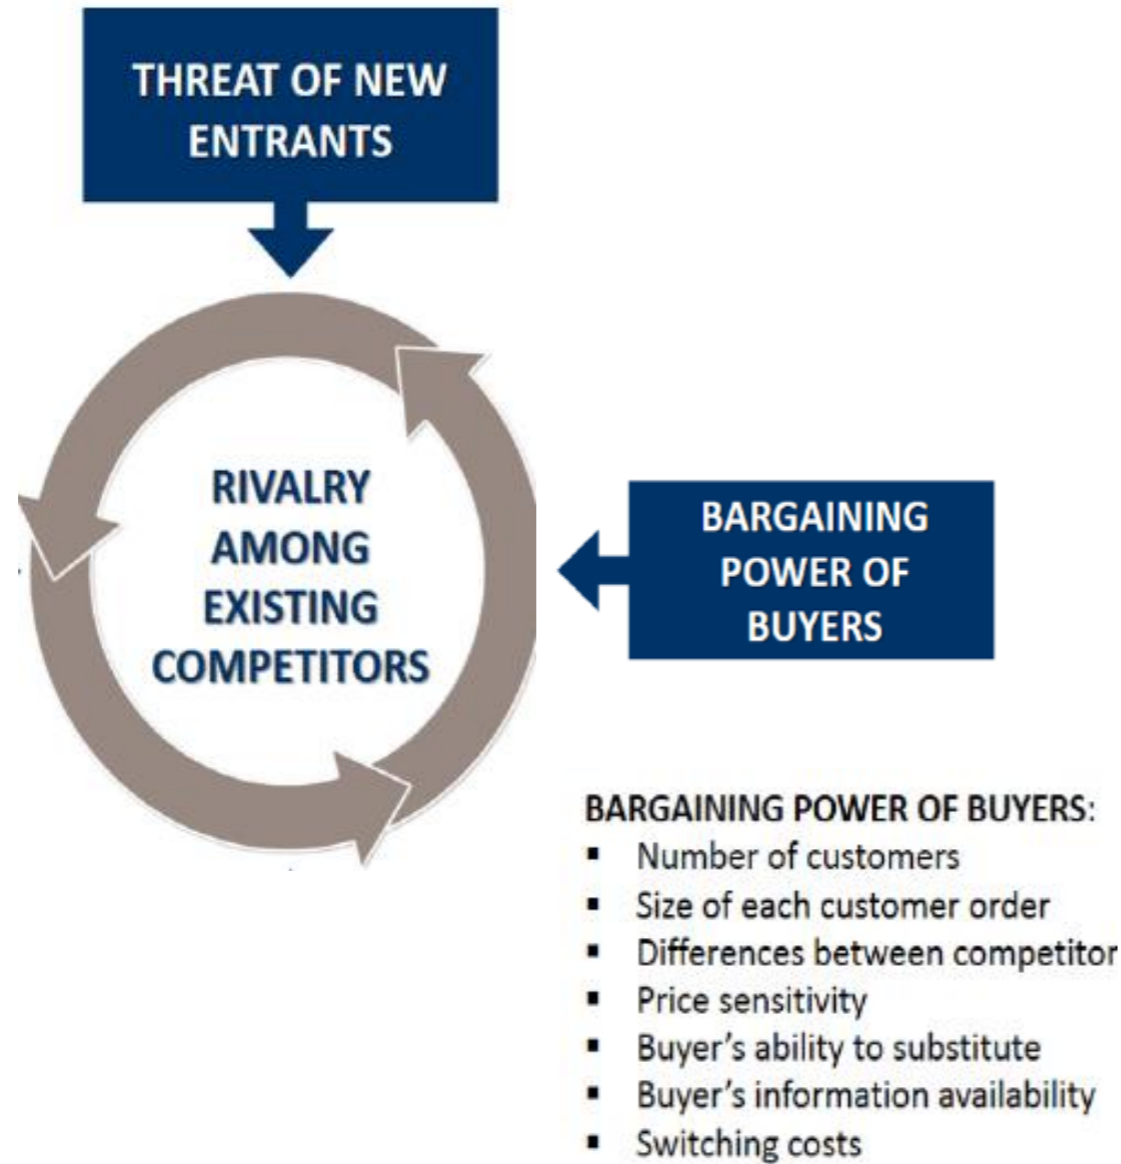 THREAT OF NEW
ENTRANTS
RIVALRY
AMONG
EXISTING
COMPETITORS
BARGAINING
POWER OF
BUYERS
BARGAINING POWER OF BUYERS:
▪ Number of customers
▪ Size of each customer order
▪ Differences between competitor
▪ Price sensitivity
▪ Buyer's ability to substitute
▪ Buyer's information availability
▪ Switching costs